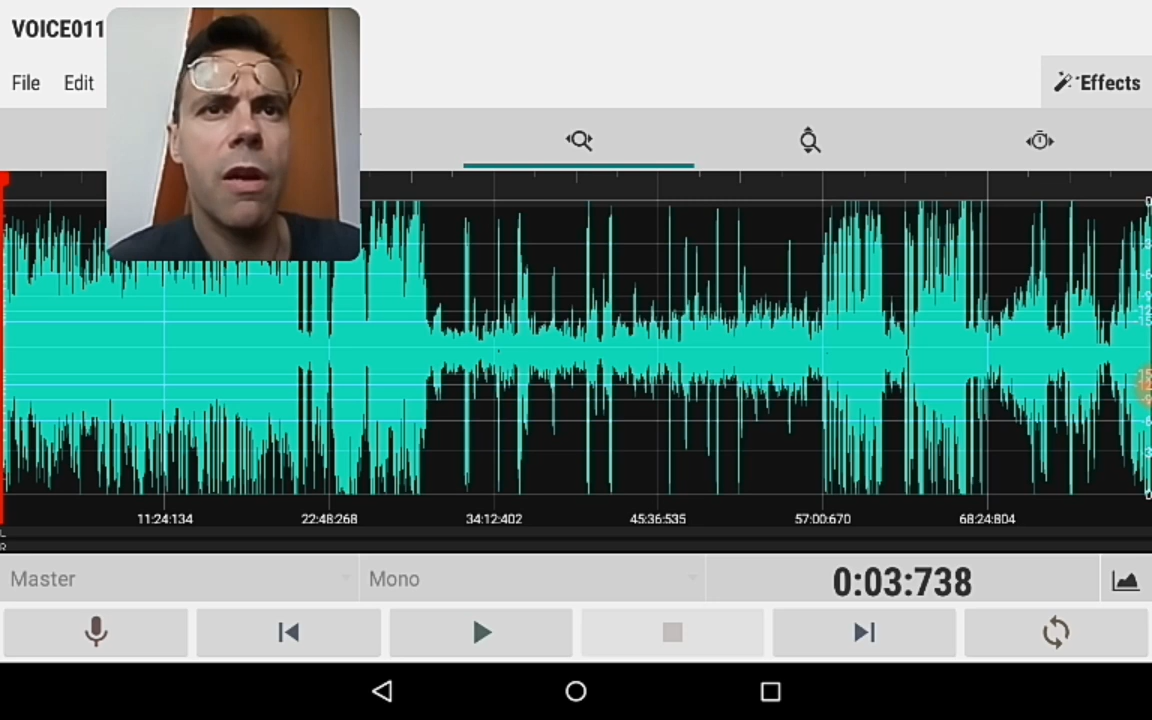 VOICE011
File Edit
Effects
11:24:134 22:48:268 34:12:402 45:36:535 57:00:670 68:24:804
L
R
Master Mono 0:03:738